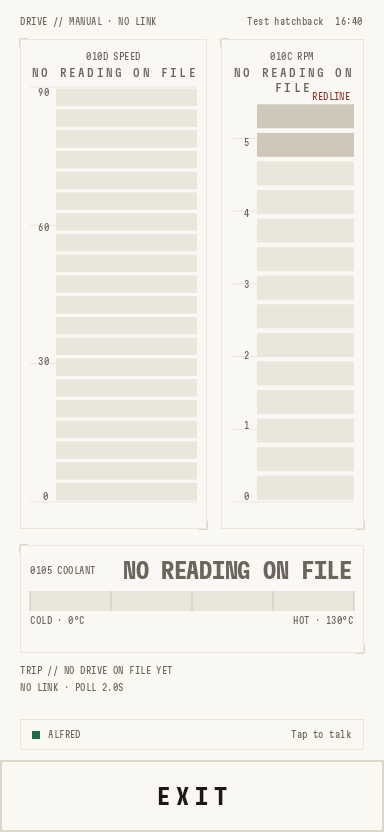 DRIVE // MANUAL · NO LINK
Test hatchback 16:40
010D SPEED
NO READING ON FILE
90
60
30
0
010C RPM
NO READING ON
FILE
REDLINE
5
4
3
2
1
0
0105 COOLANT
NO READING ON FILE
COLD · 0°C
HOT · 130°C
TRIP // NO DRIVE ON FILE YET
NO LINK · POLL 2.0S
ALFRED
Tap to talk
EXIT